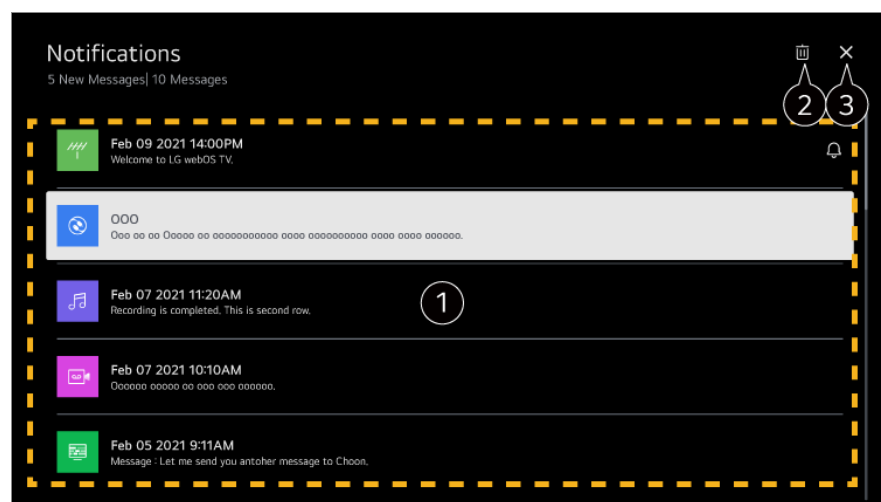 Notifications
5 New Messages| 10 Messages
2
3
Feb 09 2021 14:00PM
Welcome to LG webOS TV.
OOO
Ooo oo oo Ooooo oo ooooooooooo oooo oooooooooo oooo oooo oooooo.
1
Feb 07 2021 11:20AM
Recording is completed. This is second row.
Feb 07 2021 10:10AM
Oooooo ooooo oo ooo ooo oooooo.
Feb 05 2021 9:11AM
Message : Let me send you antoher message to Choon.